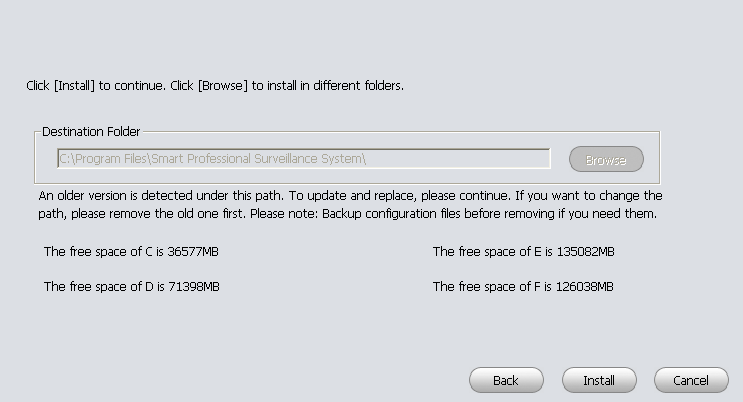 Click [Install] to continue. Click [Browse] to install in different folders.
Destination Folder
C:\Program Files\Smart Professional Surveillance System\
Browse
An older version is detected under this path. To update and replace, please continue. If you want to change the
path, please remove the old one first. Please note: Backup configuration files before removing if you need them.
The free space of C is 36577MB
The free space of E is 135082MB
The free space of D is 71398MB
The free space of F is 126038MB
Back
Install
Cancel